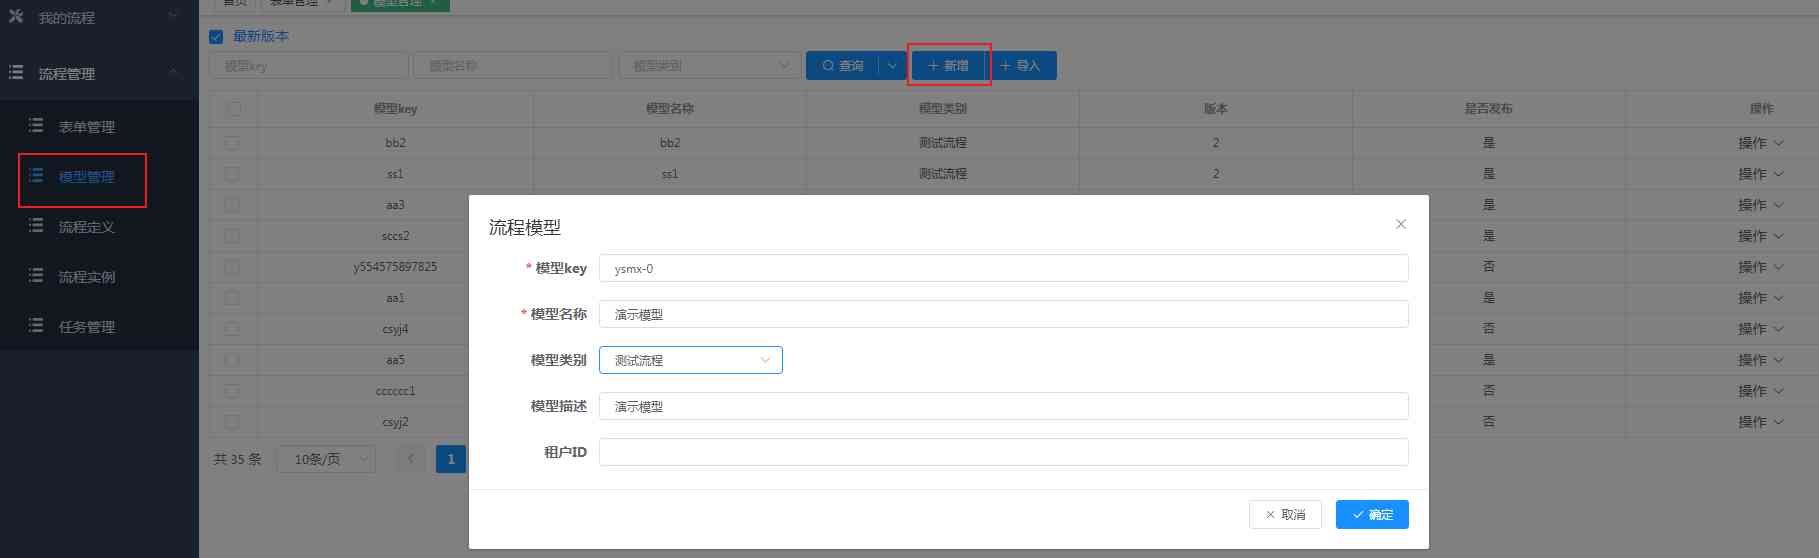 我的流程
流程管理
表单管理
模型管理
流程定义
流程实例
任务管理
首页 表单管理 × 模型管理 ×
最新版本
模型key 模型名称 模型类别 查询 新增 导入
模型key 模型名称 模型类别 版本 是否发布 操作
bb2 bb2 测试流程 2 是 操作
ss1 ss1 测试流程 2 是 操作
aa3 是 操作
sccs2 是 操作
y554575897825 否 操作
aa1 是 操作
csyj4 否 操作
aa5 是 操作
cccccc1 否 操作
csyj2 否 操作
共 35 条 10条/页 1
流程模型
* 模型key ysmx-0
* 模型名称 演示模型
模型类别 测试流程
模型描述 演示模型
租户ID
取消 确定